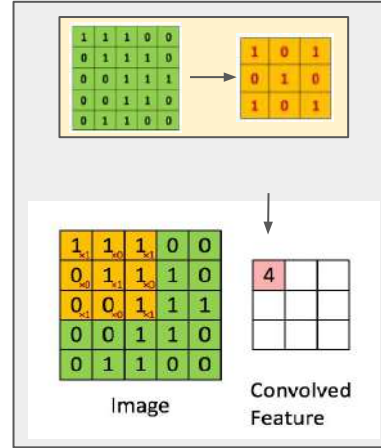 1 1 1 0 0
0 1 1 1 0
0 0 1 1 1
0 0 1 1 0
0 1 1 0 0
1 0 1
0 1 0
1 0 1
1×1 1×0 1×1 0 0
0×0 1×1 1×0 1 0
0×1 0×0 1×1 1 1
0 0 1 1 0
0 1 1 0 0
4
Image
Convolved
Feature